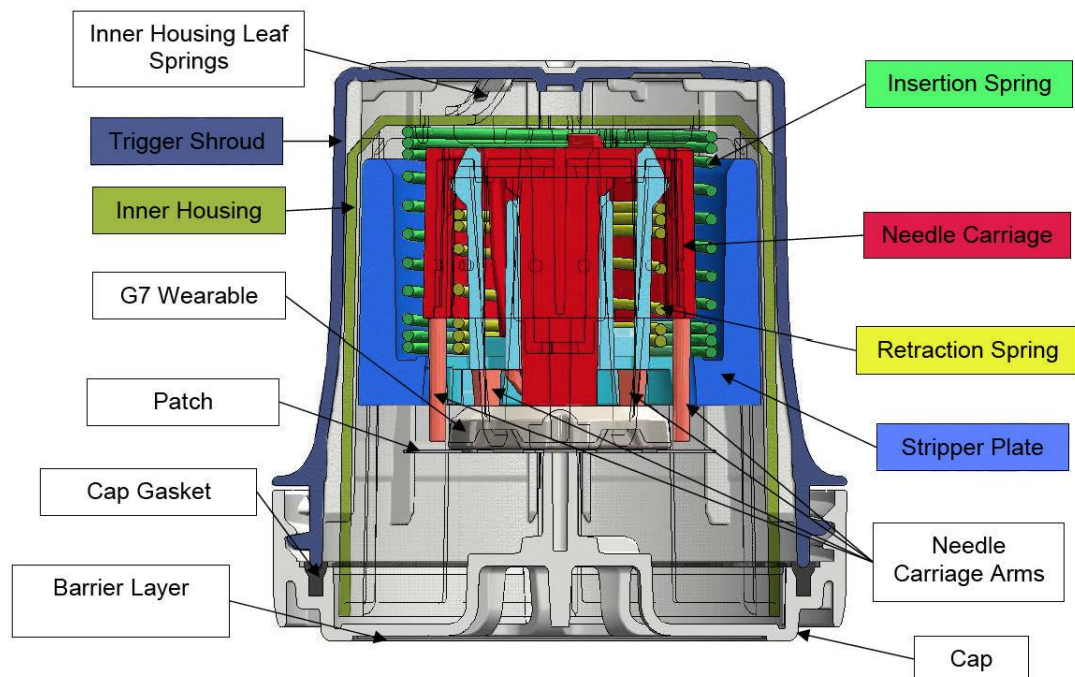 Inner Housing Leaf
Springs
Trigger Shroud
Inner Housing
G7 Wearable
Patch
Cap Gasket
Barrier Layer
Insertion Spring
Needle Carriage
Retraction Spring
Stripper Plate
Needle
Carriage Arms
Cap